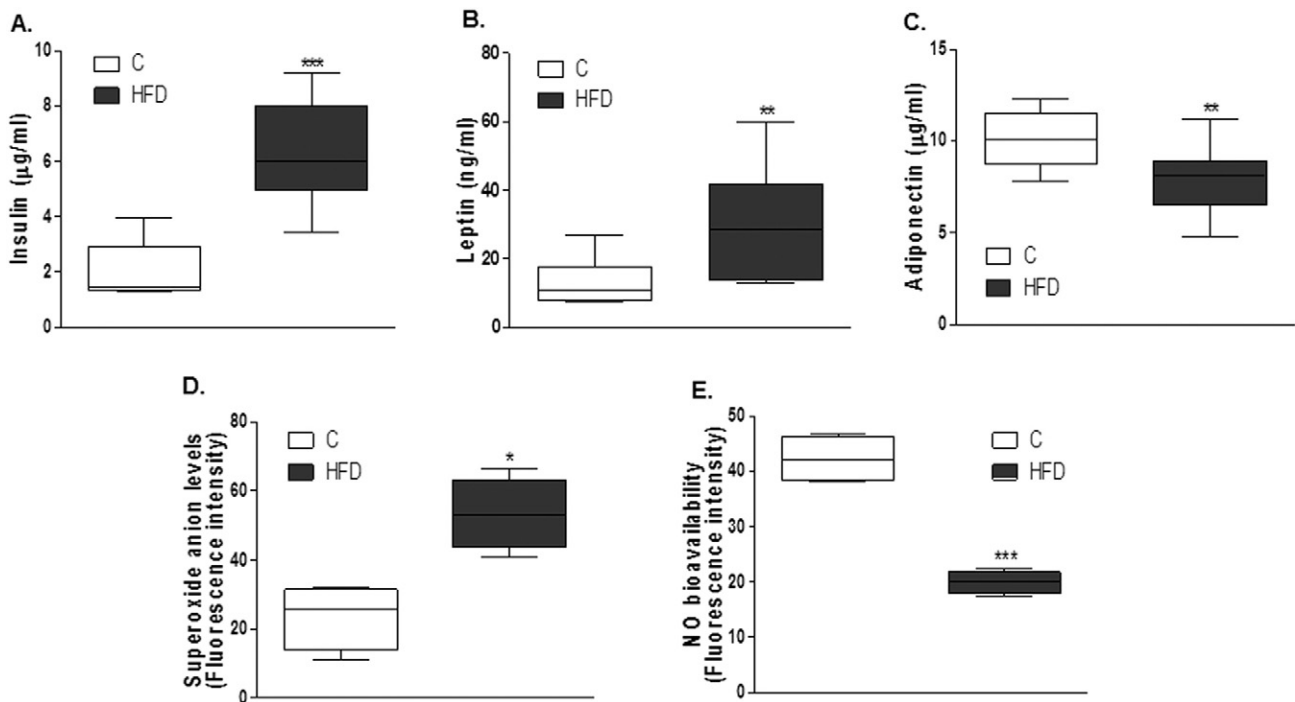 A.
Insulin (µg/ml)
10
8
6
4
2
0
C
HFD
***
B.
Leptin (ng/ml)
80
60
40
20
0
C
HFD
**
C.
Adiponectin (µg/ml)
15
10
5
0
**
C
HFD
D.
Superoxide anion levels
(Fluorescence intensity)
80
60
40
20
0
C
HFD
*
E.
NO bioavailability
(Fluorescence intensity)
50
40
30
20
10
0
C
HFD
***